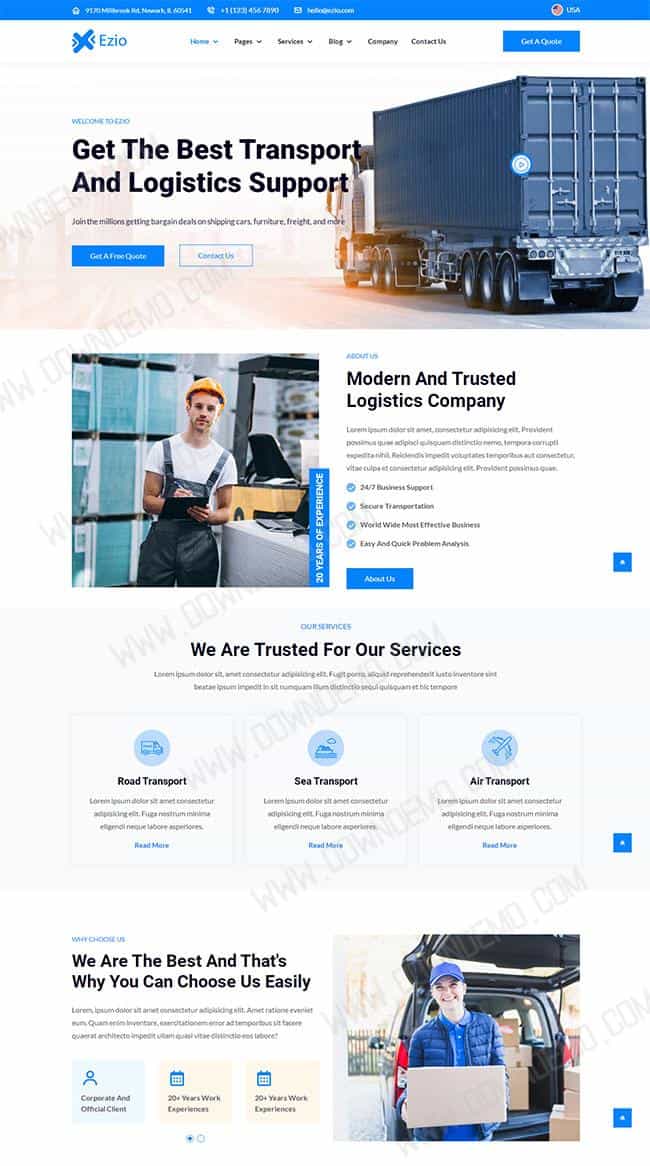 9170 Millbrook Rd, Newark, IL 60541
+1 (123) 456 7890
hello@ezio.com
USA
Ezio
Home
Pages
Services
Blog
Company
Contact Us
Get A Quote
WELCOME TO EZIO
Get The Best Transport
And Logistics Support
Join the millions getting bargain deals on shipping cars, furniture, freight, and more
Get A Free Quote
Contact Us
20 YEARS OF EXPERIENCE
ABOUT US
Modern And Trusted
Logistics Company
Lorem ipsum dolor sit amet, consectetur adipisicing elit. Provident
possimus quae adipisci quisquam distinctio nemo, tempora corrupti
expedita nihil. Reiciendis impedit voluptates temporibus aut consectetur,
vitae culpa et consectetur adipisicing elit. Provident possimus quae.
24/7 Business Support
Secure Transportation
World Wide Most Effective Business
Easy And Quick Problem Analysis
About Us
OUR SERVICES
We Are Trusted For Our Services
Lorem ipsum dolor sit, amet consectetur adipisicing elit. Fugit porro, aliquid reprehenderit iusto inventore sint
beatae ipsum impedit in sit numquam illum distinctio sequi quisquam et hic tempore
Road Transport
Lorem ipsum dolor sit amet consectetur
adipisicing elit. Fuga nostrum minima
eligendi neque labore asperiores.
Read More
Sea Transport
Lorem ipsum dolor sit amet consectetur
adipisicing elit. Fuga nostrum minima
eligendi neque labore asperiores.
Read More
Air Transport
Lorem ipsum dolor sit amet consectetur
adipisicing elit. Fuga nostrum minima
eligendi neque labore asperiores.
Read More
WHY CHOOSE US
We Are The Best And That's
Why You Can Choose Us Easily
Lorem, ipsum dolor sit amet consectetur adipisicing elit. Amet ratione eveniet
eum. Quam enim inventore, exercitationem error ad temporibus sit facere
quaerat architecto impedit ullam quasi vitae distinctio eos labore?
Corporate And
Official Client
20+ Years Work
Experiences
20+ Years Work
Experiences
WWW.DOWNDEMO.COM
WWW.DOWNDEMO.COM
WWW.DOWNDEMO.COM
WWW.DOWNDEMO.COM
WWW.DOWNDEMO.COM